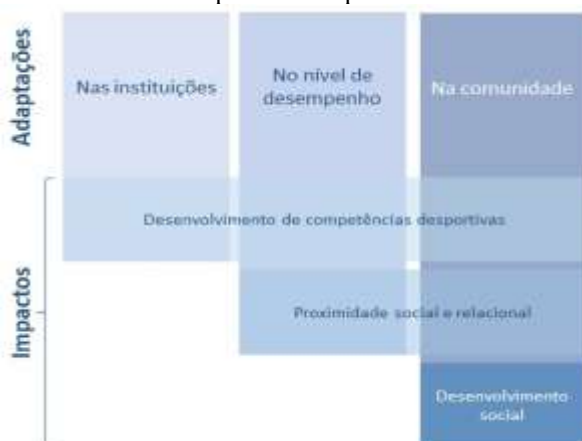 Adaptações
Nas instituições
No nível de
desempenho
Na comunidade
Impactos
Desenvolvimento de competências desportivas
Proximidade social e relacional
Desenvolvimento
social